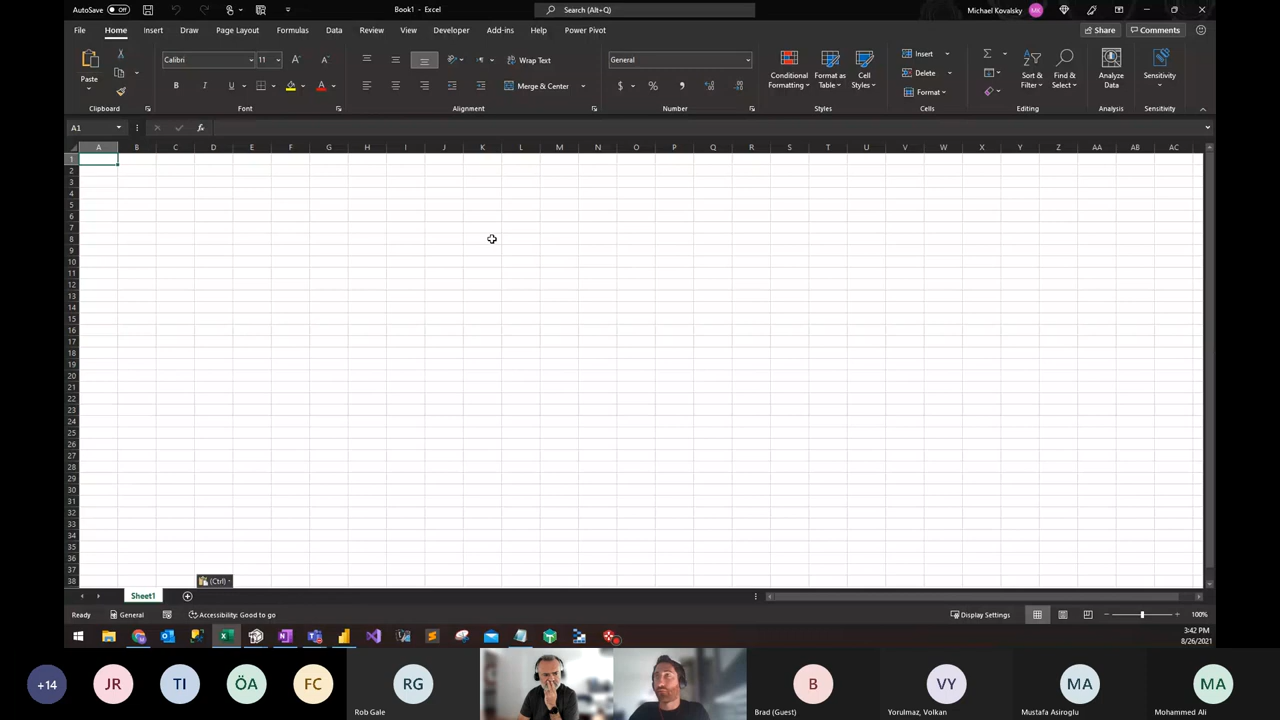 AutoSave Off Book1 - Excel Search (Alt+Q) Michael Kovalsky MK
File Home Insert Draw Page Layout Formulas Data Review View Developer Add-ins Help Power Pivot Share Comments
Paste
Calibri 11
B I U A
Wrap Text
Merge & Center
General
$ %
Conditional Formatting
Format as Table
Cell Styles
Insert
Delete
Format
Sort & Filter
Find & Select
Analyze Data
Sensitivity
Clipboard Font Alignment Number Styles Cells Editing Analysis Sensitivity
A1 fx
A B C D E F G H I J K L M N O P Q R S T U V W X Y Z AA AB AC
1
2
3
4
5
6
7
8
9
10
11
12
13
14
15
16
17
18
19
20
21
22
23
24
25
26
27
28
29
30
31
32
33
34
35
36
37
38
(Ctrl)
Sheet1
Ready General Accessibility: Good to go Display Settings 100%
3:42 PM
8/26/2021
+14 JR TI ÖA FC RG B VY MA MA
Rob Gale Brad (Guest) Yorulmaz, Volkan Mustafa Asiroglu Mohammed Ali